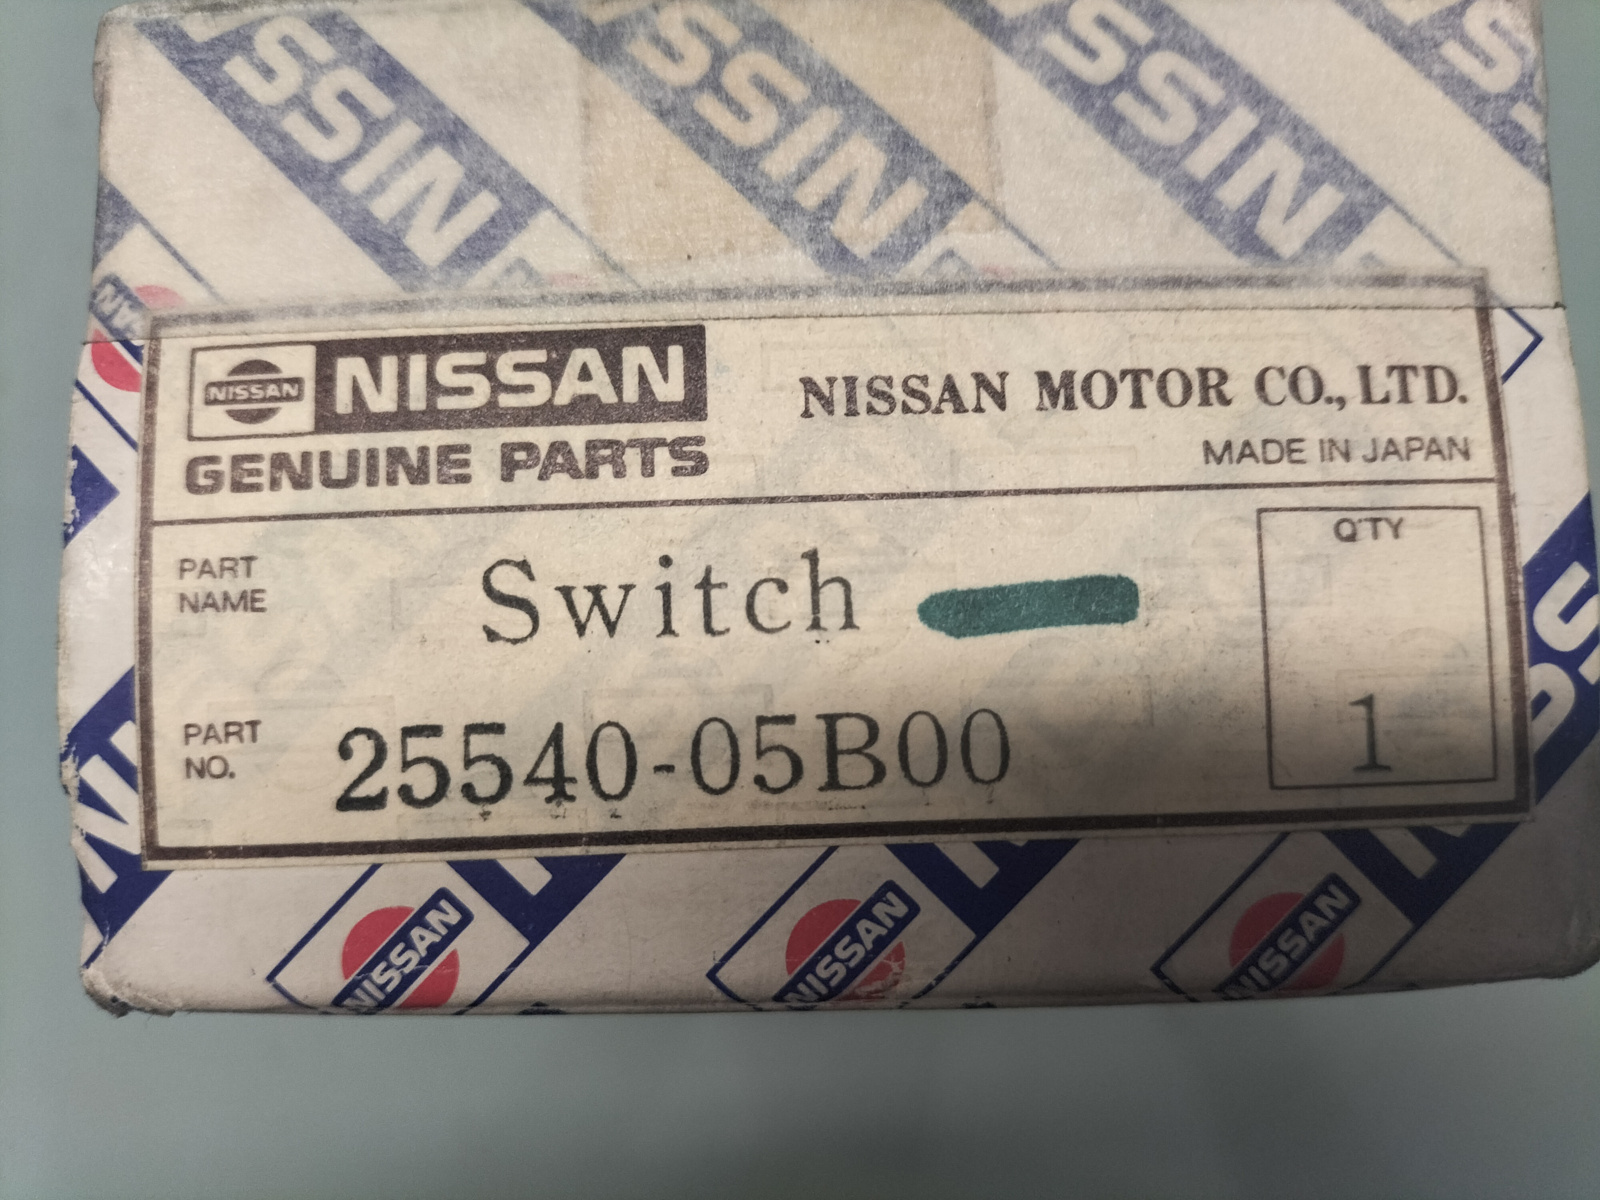 NISSAN
NISSAN
NISSAN MOTOR CO., LTD.
GENUINE PARTS
MADE IN JAPAN
PART NAME
Switch
Q'TY
1
PART NO.
25540-05B00
NISSAN
NISSAN
NISSAN